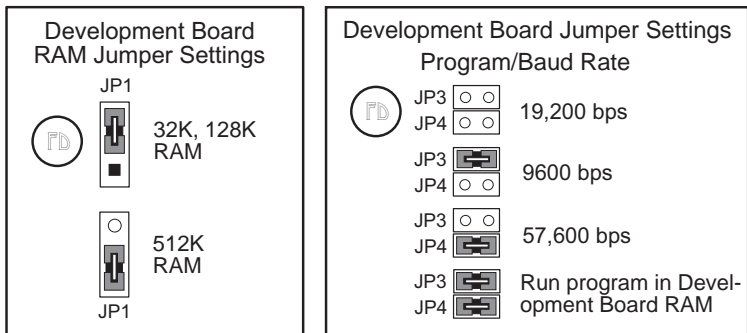 Development Board
RAM Jumper Settings
JP1
FD
32K, 128K
RAM
512K
RAM
JP1
Development Board Jumper Settings
Program/Baud Rate
FD
JP3
JP4
19,200 bps
JP3
JP4
9600 bps
JP3
JP4
57,600 bps
JP3
JP4
Run program in Devel-
opment Board RAM